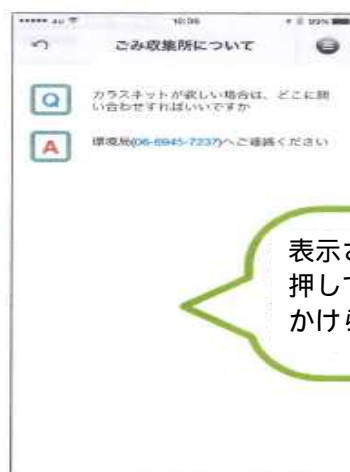 10:36
99%
ごみ収集所について
Q
カラスネットが欲しい場合は、どこに問
い合わせすればいいですか
A
環境局(06-6945-7237)へご連絡ください
表示さ
押して
かけら